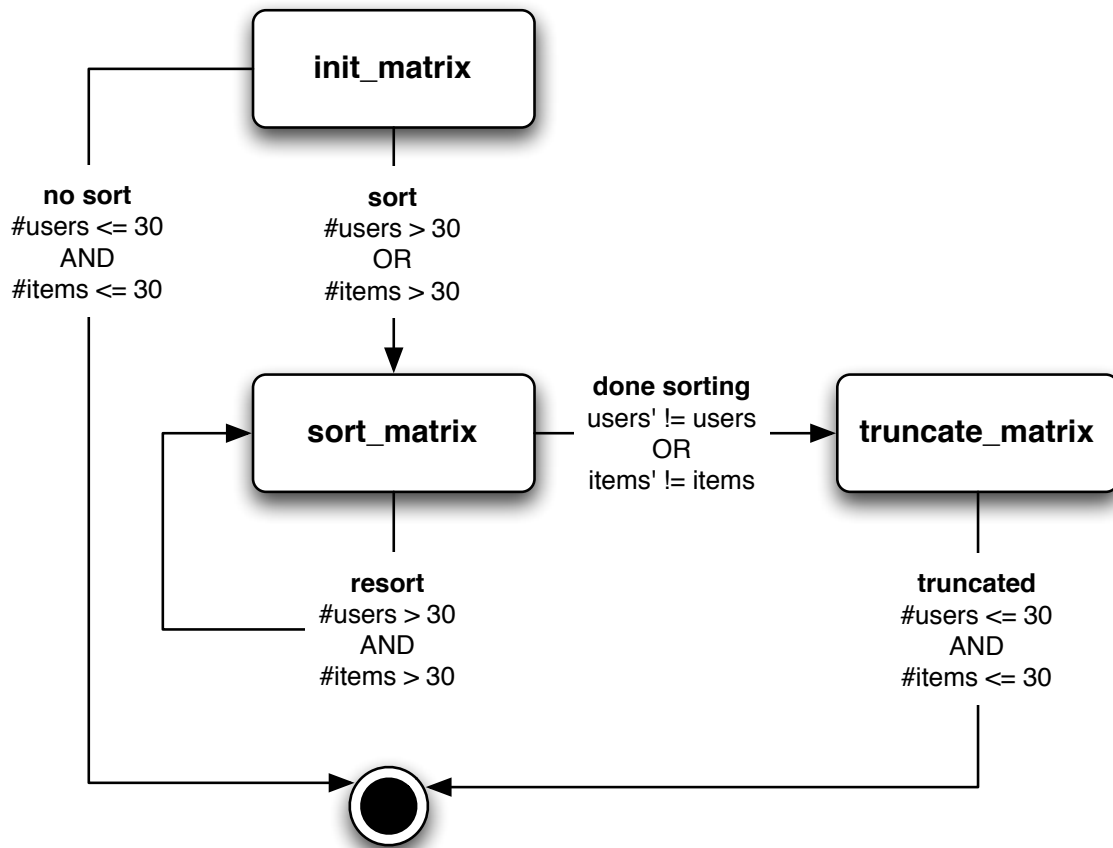 init_matrix
no sort
#users <= 30
AND
#items <= 30
sort
#users > 30
OR
#items > 30
sort_matrix
done sorting
users' != users
OR
items' != items
truncate_matrix
resort
#users > 30
AND
#items > 30
truncated
#users <= 30
AND
#items <= 30